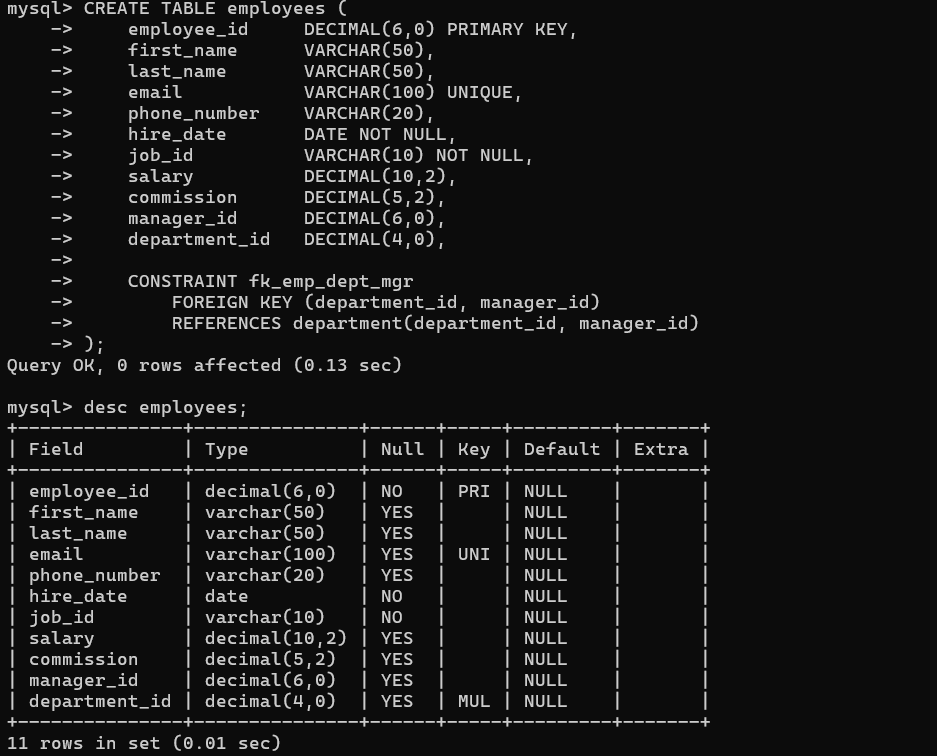 mysql> CREATE TABLE employees (
    ->     employee_id     DECIMAL(6,0) PRIMARY KEY,
    ->     first_name      VARCHAR(50),
    ->     last_name       VARCHAR(50),
    ->     email           VARCHAR(100) UNIQUE,
    ->     phone_number    VARCHAR(20),
    ->     hire_date       DATE NOT NULL,
    ->     job_id          VARCHAR(10) NOT NULL,
    ->     salary          DECIMAL(10,2),
    ->     commission      DECIMAL(5,2),
    ->     manager_id      DECIMAL(6,0),
    ->     department_id   DECIMAL(4,0),
    ->
    ->     CONSTRAINT fk_emp_dept_mgr
    ->         FOREIGN KEY (department_id, manager_id)
    ->         REFERENCES department(department_id, manager_id)
    -> );
Query OK, 0 rows affected (0.13 sec)

mysql> desc employees;
+---------------+---------------+------+-----+---------+-------+
| Field         | Type          | Null | Key | Default | Extra |
+---------------+---------------+------+-----+---------+-------+
| employee_id   | decimal(6,0)  | NO   | PRI | NULL    |       |
| first_name    | varchar(50)   | YES  |     | NULL    |       |
| last_name     | varchar(50)   | YES  |     | NULL    |       |
| email         | varchar(100)  | YES  | UNI | NULL    |       |
| phone_number  | varchar(20)   | YES  |     | NULL    |       |
| hire_date     | date          | NO   |     | NULL    |       |
| job_id        | varchar(10)   | NO   |     | NULL    |       |
| salary        | decimal(10,2) | YES  |     | NULL    |       |
| commission    | decimal(5,2)  | YES  |     | NULL    |       |
| manager_id    | decimal(6,0)  | YES  |     | NULL    |       |
| department_id | decimal(4,0)  | YES  | MUL | NULL    |       |
+---------------+---------------+------+-----+---------+-------+
11 rows in set (0.01 sec)